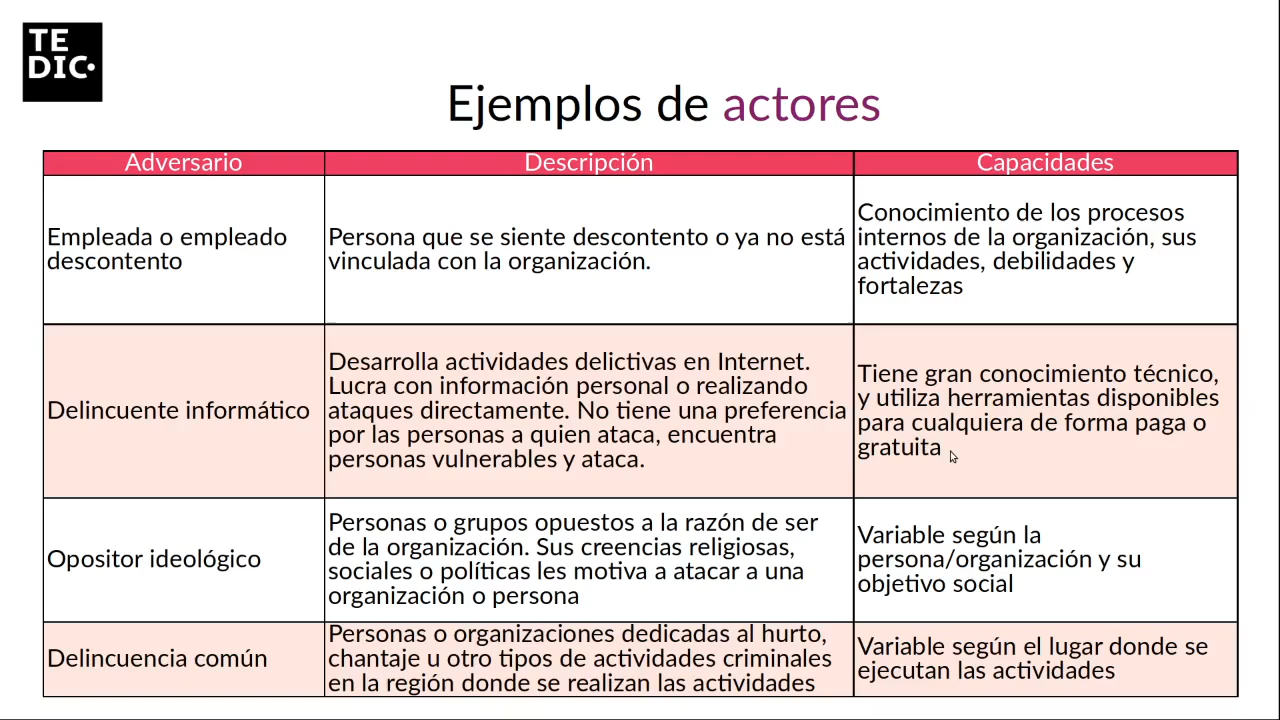 TE
DIC
Ejemplos de actores
Adversario
Descripción
Capacidades
Empleada o empleado
descontento
Persona que se siente descontento o ya no está
vinculada con la organización.
Conocimiento de los procesos
internos de la organización, sus
actividades, debilidades y
fortalezas
Delincuente informático
Desarrolla actividades delictivas en Internet.
Lucra con información personal o realizando
ataques directamente. No tiene una preferencia
por las personas a quien ataca, encuentra
personas vulnerables y ataca.
Tiene gran conocimiento técnico,
y utiliza herramientas disponibles
para cualquiera de forma paga o
gratuita
Opositor ideológico
Personas o grupos opuestos a la razón de ser
de la organización. Sus creencias religiosas,
sociales o políticas les motiva a atacar a una
organización o persona
Variable según la
persona/organización y su
objetivo social
Delincuencia común
Personas o organizaciones dedicadas al hurto,
chantaje u otro tipos de actividades criminales
en la región donde se realizan las actividades
Variable según el lugar donde se
ejecutan las actividades